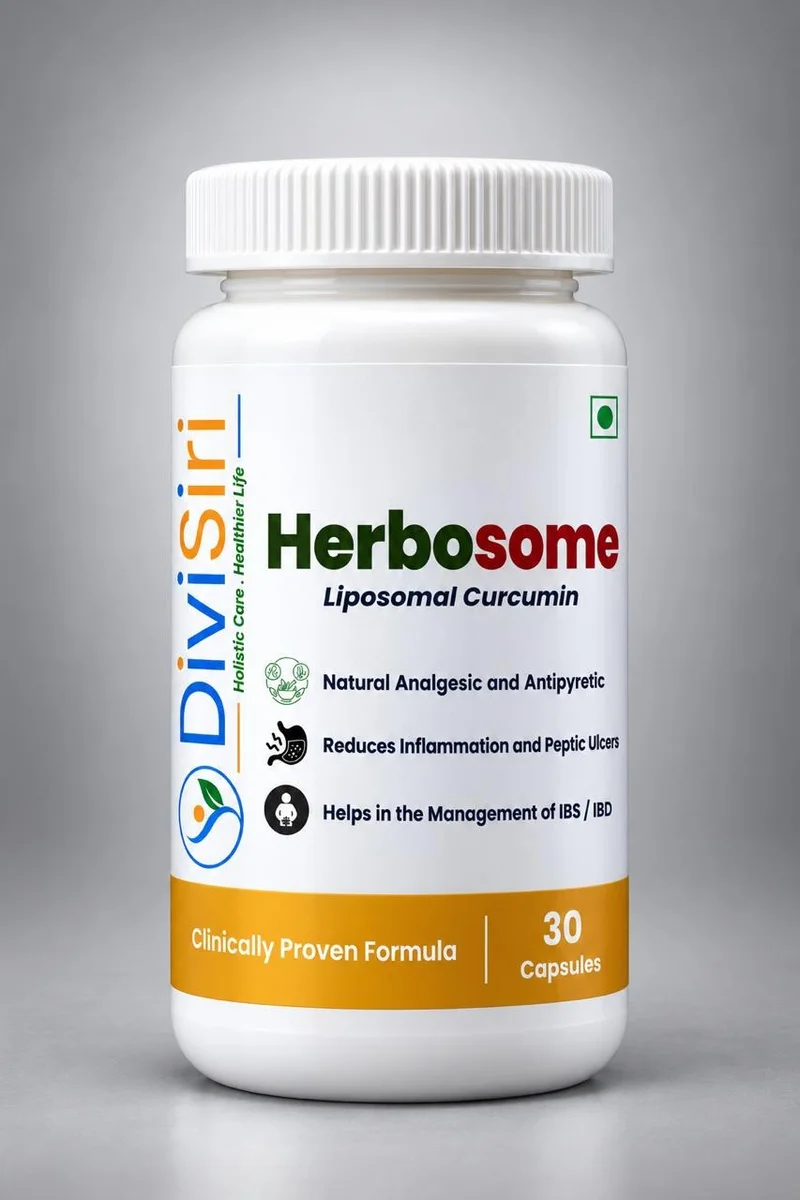 DiviSiri
Holistic Care . Healthier Life
Herbosome
Liposomal Curcumin
Natural Analgesic and Antipyretic
Reduces Inflammation and Peptic Ulcers
Helps in the Management of IBS / IBD
Clinically Proven Formula
30
Capsules